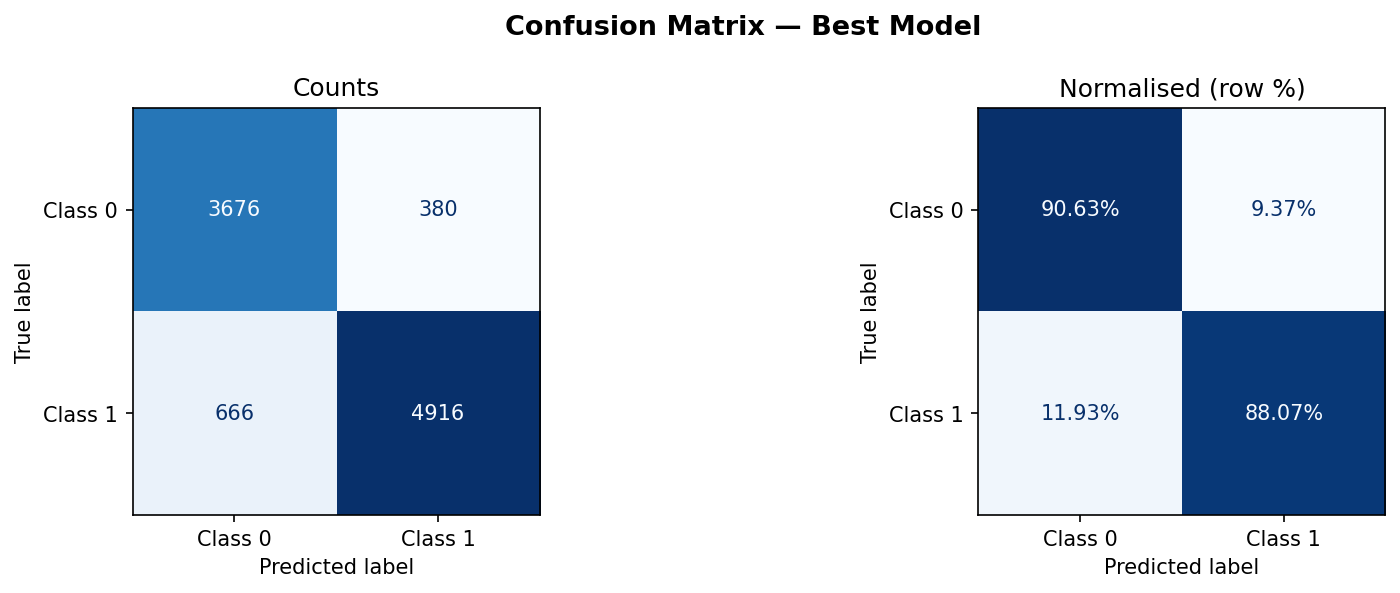 Confusion Matrix — Best Model
Counts
Class 0
3676
380
Class 1
666
4916
True label
Class 0
Class 1
Predicted label
Normalised (row %)
Class 0
90.63%
9.37%
Class 1
11.93%
88.07%
True label
Class 0
Class 1
Predicted label